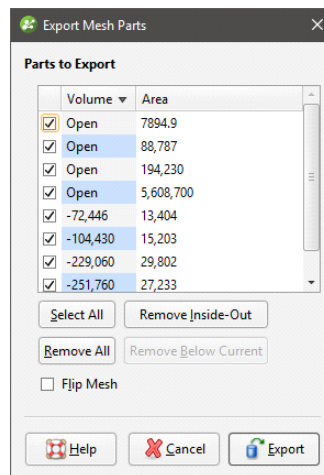 Export Mesh Parts
Parts to Export
Volume Area
Open 7894.9
Open 88,787
Open 194,230
Open 5,608,700
-72,446 13,404
-104,430 15,203
-229,060 29,802
-251,760 27,233
Select All Remove Inside-Out
Remove All Remove Below Current
Flip Mesh
Help Cancel Export